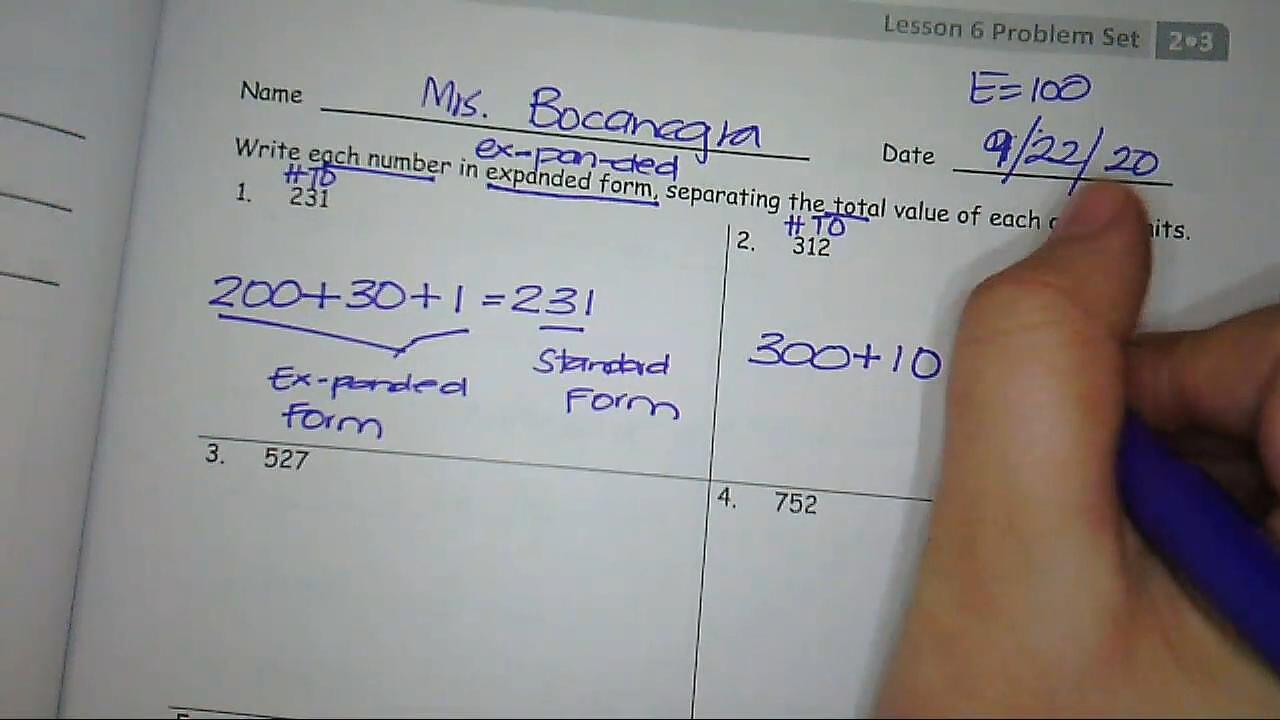 Lesson 6 Problem Set 2•3
E=100
Name Mrs. Bocanegra
Date 9/22/20
ex-pan-ded
Write each number in expanded form, separating the total value of each
HTO
1. 231
HTO
2. 312
200+30+1 = 231
Ex-panded
Form
Standard
Form
300+10
3. 527
4. 752